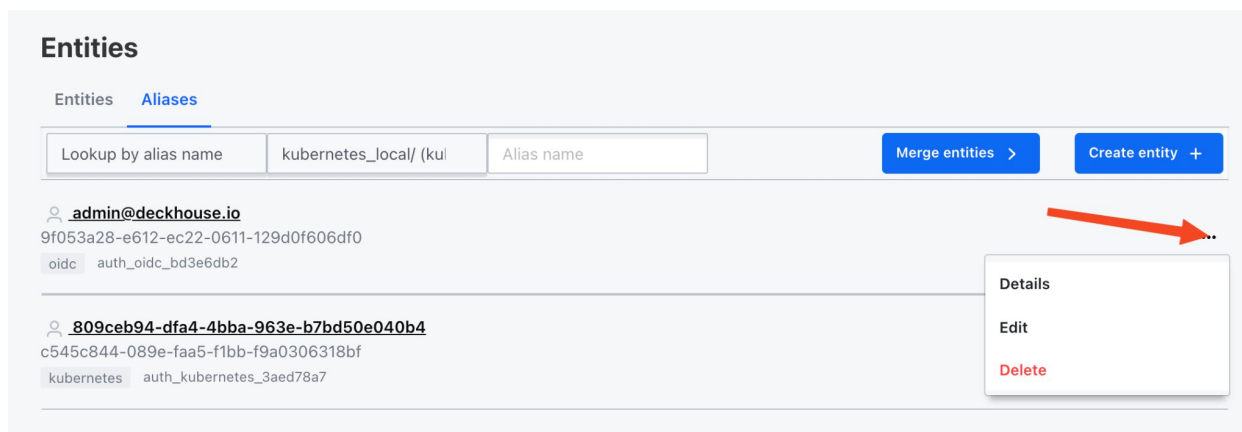 Entities
Entities Aliases
Lookup by alias name kubernetes_local/ (ku Alias name Merge entities Create entity +
admin@deckhouse.io
9f053a28-e612-ec22-0611-129d0f606df0
...
oidc auth_oidc_bd3e6db2
Details
809ceb94-dfa4-4bba-963e-b7bd50e040b4
Edit
c545c844-089e-faa5-f1bb-f9a0306318bf
kubernetes auth_kubernetes_3aed78a7
Delete